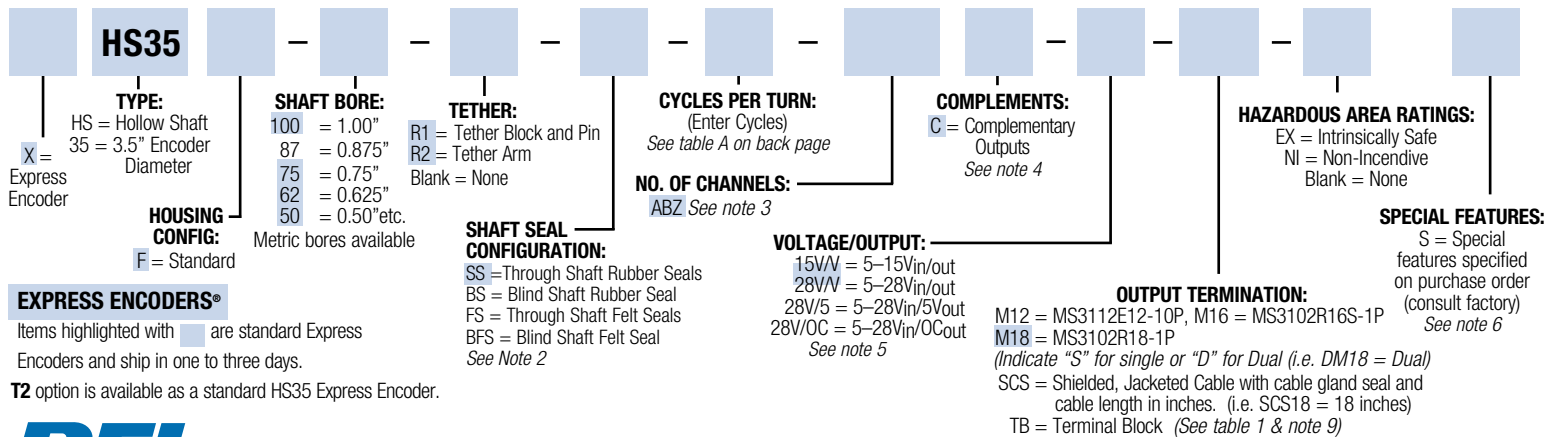 HS35 – – – – – – – –
TYPE:
HS = Hollow Shaft
35 = 3.5" Encoder
Diameter
X =
Express
Encoder
HOUSING
CONFIG:
F = Standard
SHAFT BORE:
100 = 1.00"
87 = 0.875"
75 = 0.75"
62 = 0.625"
50 = 0.50"etc.
Metric bores available
TETHER:
R1 = Tether Block and Pin
R2 = Tether Arm
Blank = None
SHAFT SEAL
CONFIGURATION:
SS =Through Shaft Rubber Seals
BS = Blind Shaft Rubber Seal
FS = Through Shaft Felt Seals
BFS = Blind Shaft Felt Seal
See Note 2
CYCLES PER TURN:
(Enter Cycles)
See table A on back page
NO. OF CHANNELS:
ABZ See note 3
COMPLEMENTS:
C = Complementary
Outputs
See note 4
VOLTAGE/OUTPUT:
15V/V = 5–15Vin/out
28V/V = 5–28Vin/out
28V/5 = 5–28Vin/5Vout
28V/OC = 5–28Vin/OCout
See note 5
OUTPUT TERMINATION:
M12 = MS3112E12-10P, M16 = MS3102R16S-1P
M18 = MS3102R18-1P
(Indicate "S" for single or "D" for Dual (i.e. DM18 = Dual)
SCS = Shielded, Jacketed Cable with cable gland seal and
cable length in inches. (i.e. SCS18 = 18 inches)
TB = Terminal Block (See table 1 & note 9)
HAZARDOUS AREA RATINGS:
EX = Intrinsically Safe
NI = Non-Incendive
Blank = None
SPECIAL FEATURES:
S = Special
features specified
on purchase order
(consult factory)
See note 6
EXPRESS ENCODERS®
Items highlighted with are standard Express
Encoders and ship in one to three days.
T2 option is available as a standard HS35 Express Encoder.